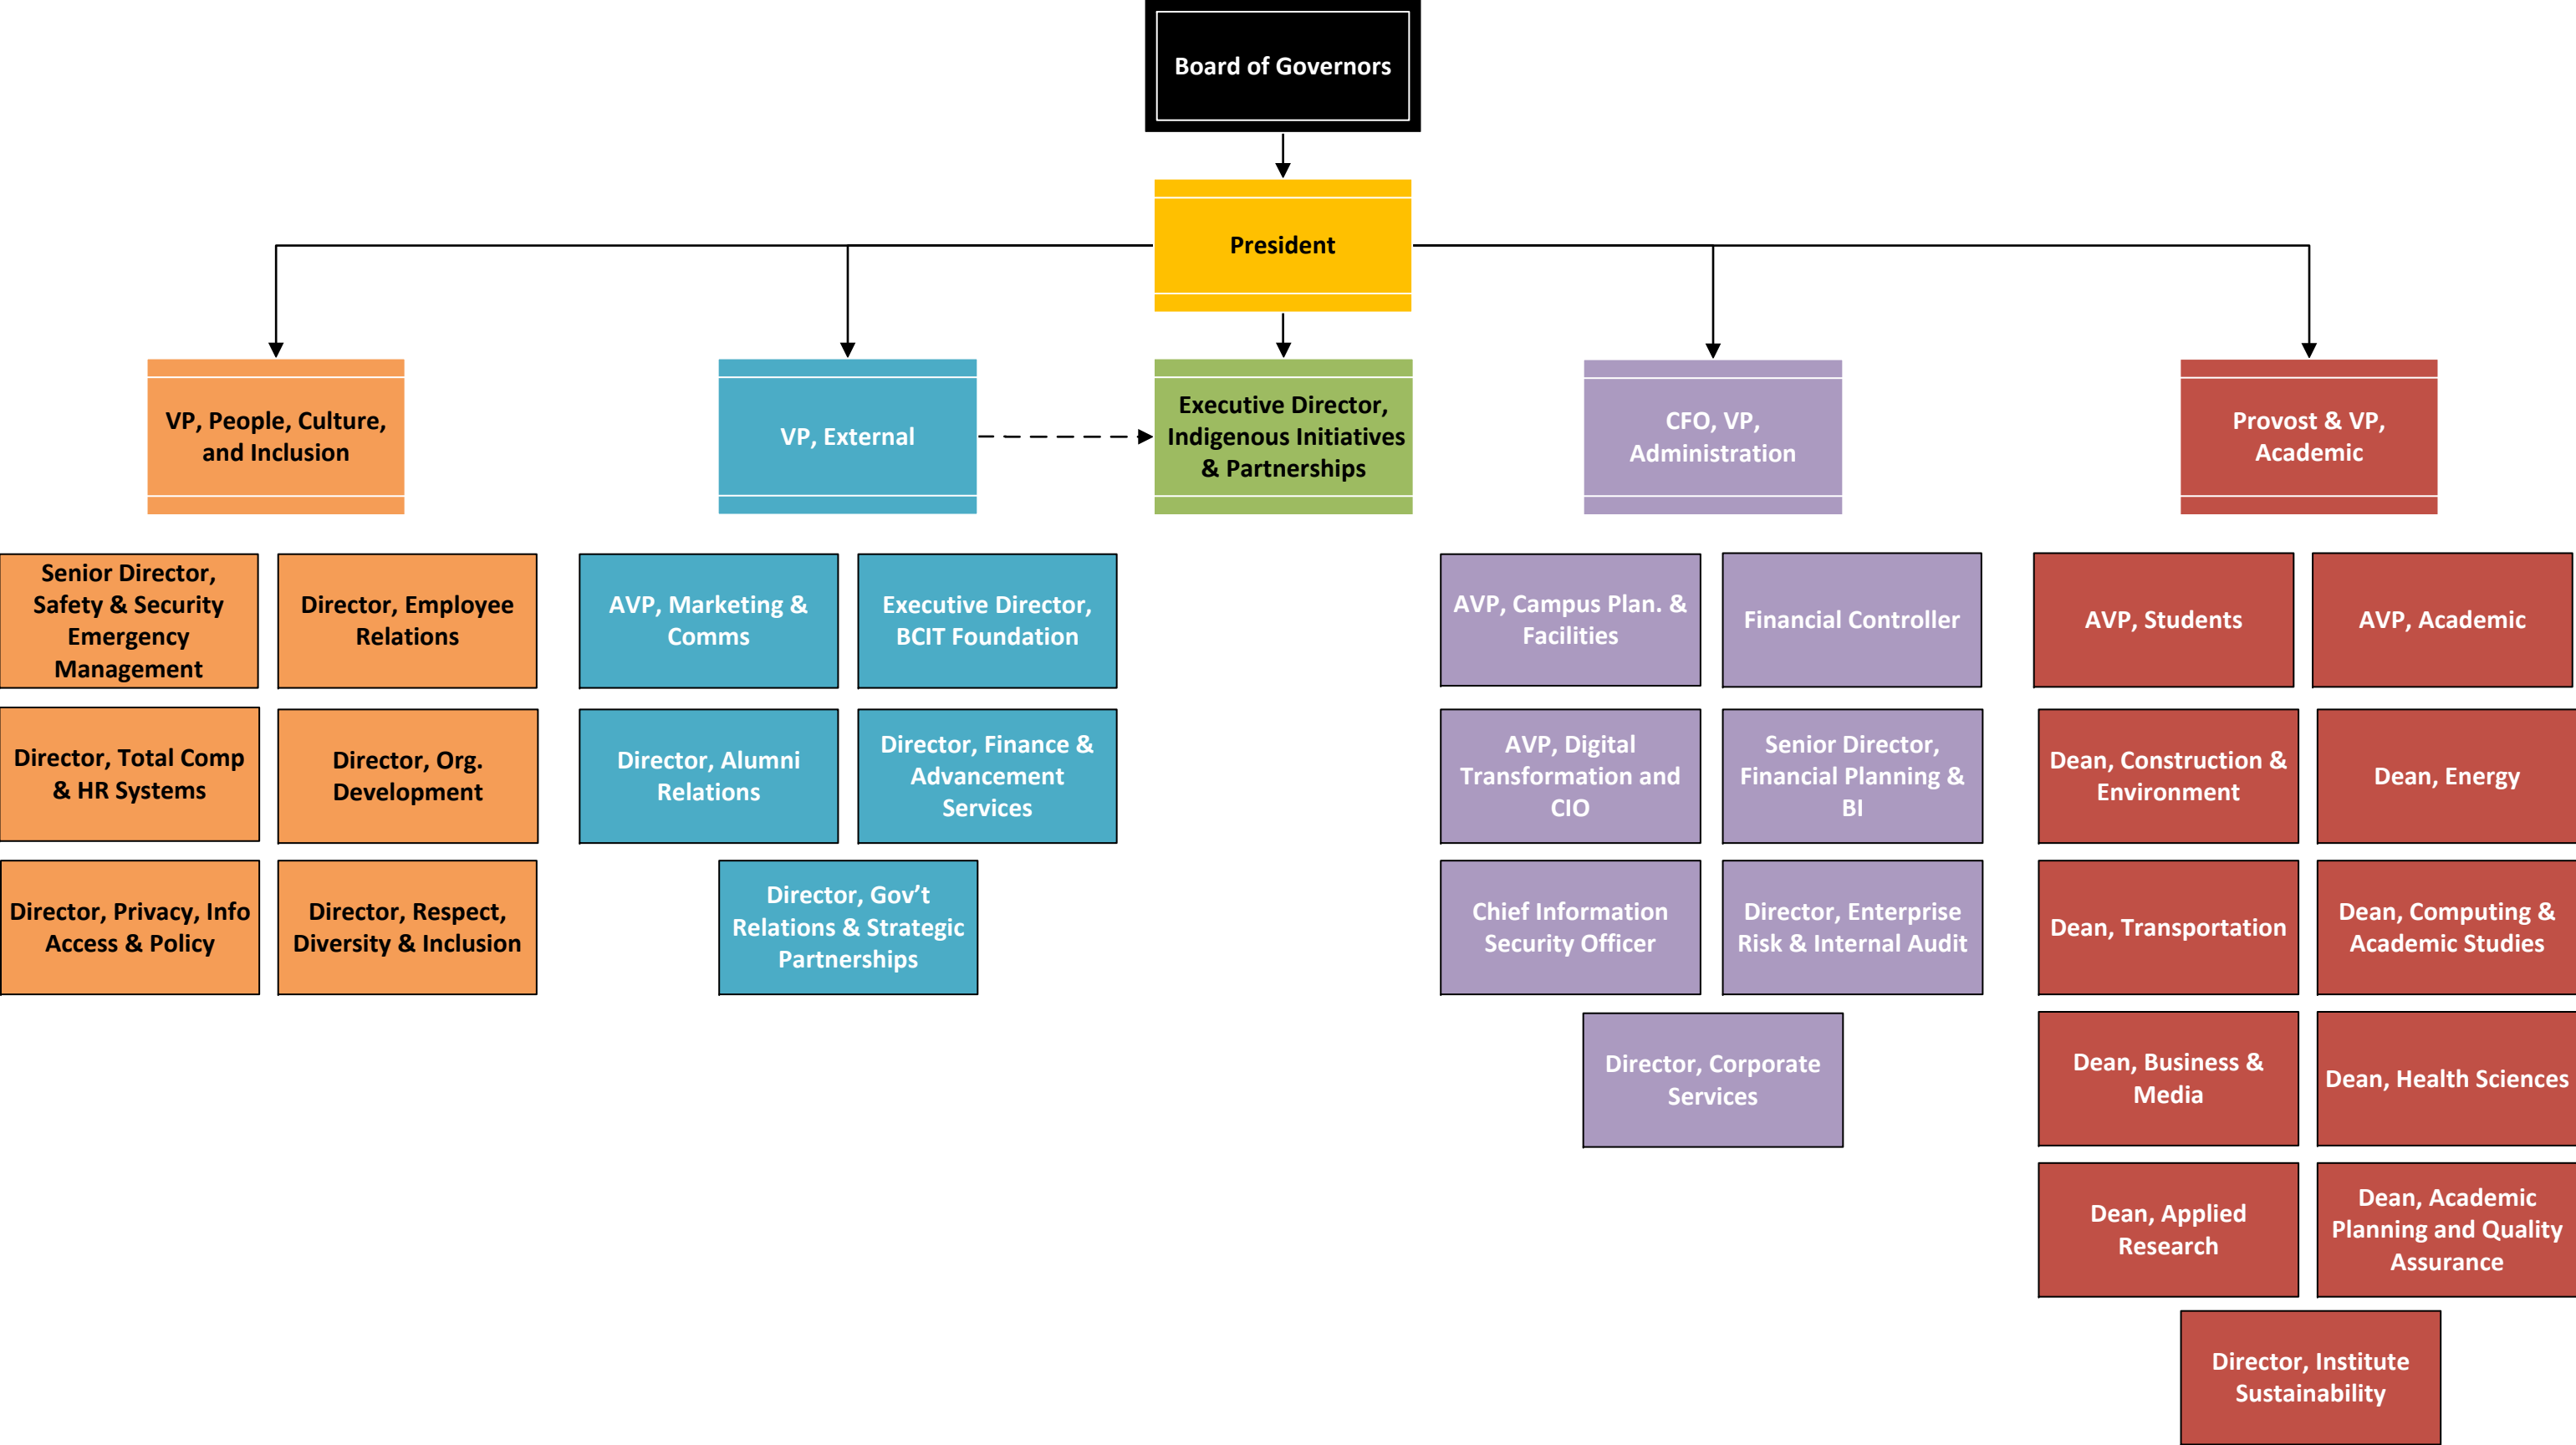 Board of Governors
President
VP, People, Culture,
and Inclusion
VP, External
Executive Director,
Indigenous Initiatives
& Partnerships
CFO, VP,
Administration
Provost & VP,
Academic
Senior Director,
Safety & Security
Emergency
Management
Director, Employee
Relations
Director, Total Comp
& HR Systems
Director, Org.
Development
Director, Privacy, Info
Access & Policy
Director, Respect,
Diversity & Inclusion
AVP, Marketing &
Comms
Executive Director,
BCIT Foundation
Director, Alumni
Relations
Director, Finance &
Advancement
Services
Director, Gov’t
Relations & Strategic
Partnerships
AVP, Campus Plan. &
Facilities
Financial Controller
AVP, Digital
Transformation and
CIO
Senior Director,
Financial Planning &
BI
Chief Information
Security Officer
Director, Enterprise
Risk & Internal Audit
Director, Corporate
Services
AVP, Students
AVP, Academic
Dean, Construction &
Environment
Dean, Energy
Dean, Transportation
Dean, Computing &
Academic Studies
Dean, Business &
Media
Dean, Health Sciences
Dean, Applied
Research
Dean, Academic
Planning and Quality
Assurance
Director, Institute
Sustainability